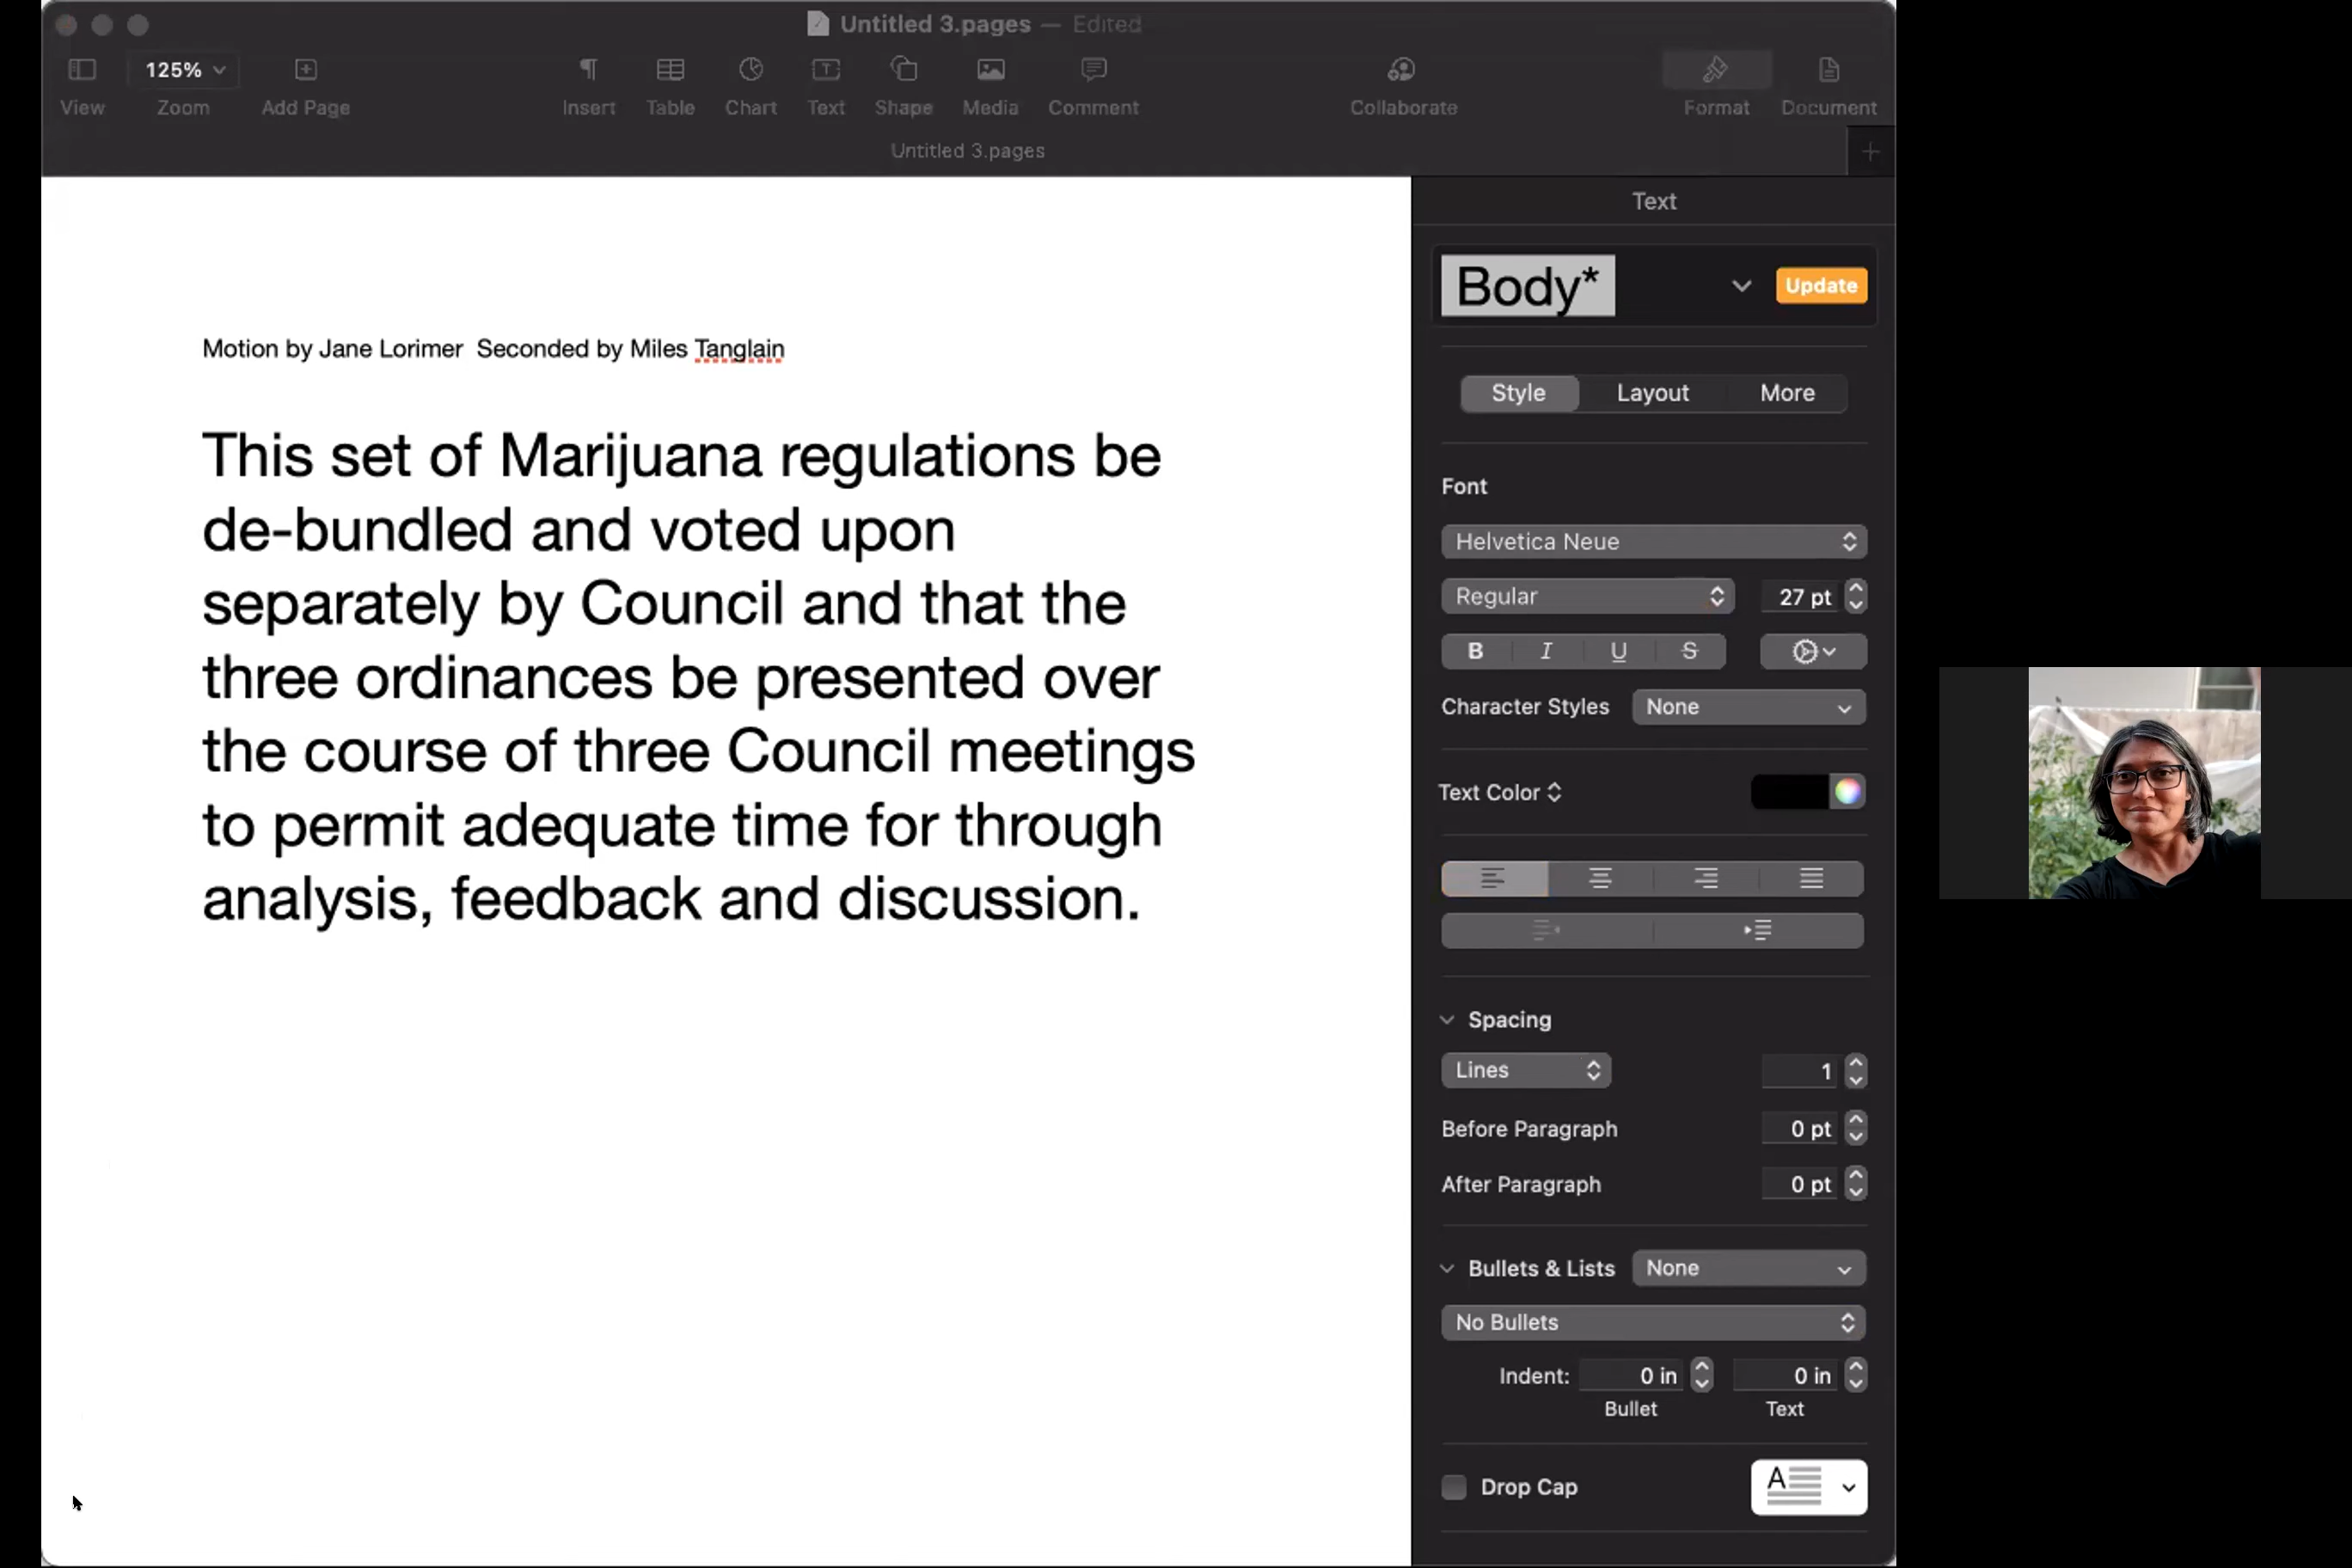 Untitled 3.pages — Edited
125%
View Zoom Add Page Insert Table Chart Text Shape Media Comment Collaborate Format Document
Untitled 3.pages
Motion by Jane Lorimer  Seconded by Miles Tanglain
This set of Marijuana regulations be
de-bundled and voted upon
separately by Council and that the
three ordinances be presented over
the course of three Council meetings
to permit adequate time for through
analysis, feedback and discussion.
Text
Body* Update
Style Layout More
Font
Helvetica Neue
Regular 27 pt
B I U S
Character Styles None
Text Color
Spacing
Lines 1
Before Paragraph 0 pt
After Paragraph 0 pt
Bullets & Lists None
No Bullets
Indent: 0 in 0 in
Bullet Text
Drop Cap A